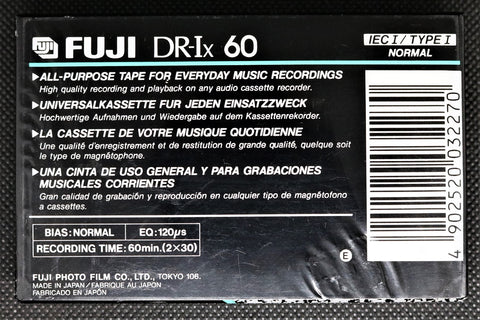 FUJI FUJI DR-Ix 60
IEC I / TYPE I
NORMAL
ALL-PURPOSE TAPE FOR EVERYDAY MUSIC RECORDINGS
High quality recording and playback on any audio cassette recorder.
UNIVERSALKASSETTE FUR JEDEN EINSATZZWECK
Hochwertige Aufnahmen und Wiedergabe auf dem Kassettenrekorder.
LA CASSETTE DE VOTRE MUSIQUE QUOTIDIENNE
Une qualité d'enregistrement et de restitution de grande qualité, quelque soit
le type de magnétophone.
UNA CINTA DE USO GENERAL Y PARA GRABACIONES
MUSICALES CORRIENTES
Gran calidad de grabación y reproducción en cualquier tipo de magnetófono
a cassettes.
BIAS: NORMAL EQ: 120µs
RECORDING TIME: 60min. (2×30)
E
FUJI PHOTO FILM CO., LTD., TOKYO 106.
MADE IN JAPAN / FABRIQUE AU JAPON
FABRICADO EN JAPÓN
4 902520 032270